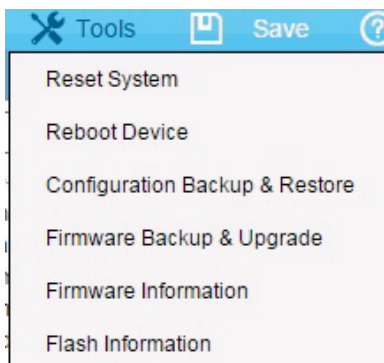 Tools Save
Reset System
Reboot Device
Configuration Backup & Restore
Firmware Backup & Upgrade
Firmware Information
Flash Information